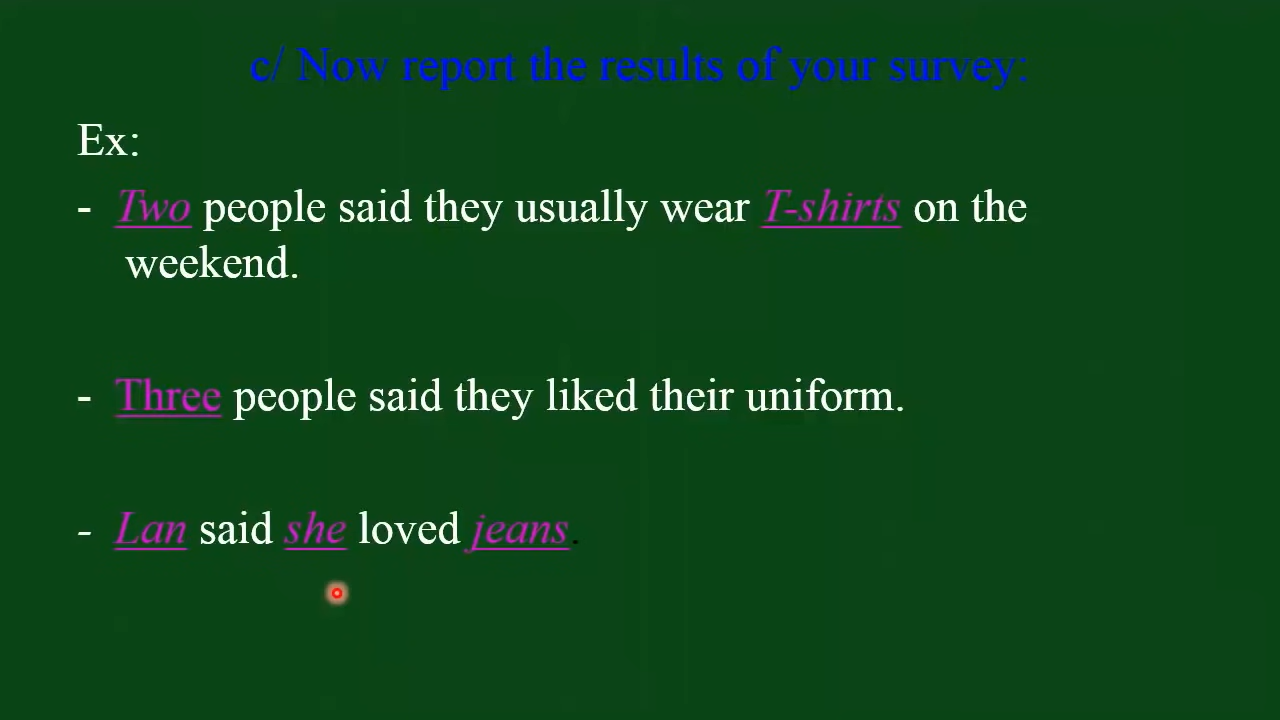 c/ Now report the results of your survey:
Ex:
- Two people said they usually wear T-shirts on the
weekend.
- Three people said they liked their uniform.
- Lan said she loved jeans.